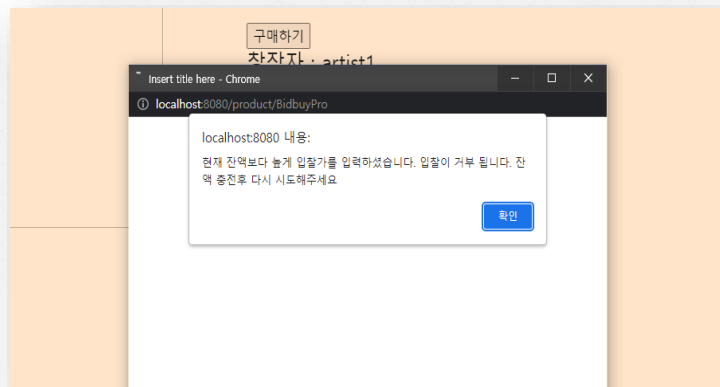 구매하기
창작자 : artist1
Insert title here - Chrome
localhost:8080/product/BidbuyPro
localhost:8080 내용:
현재 잔액보다 높게 입찰가를 입력하셨습니다. 입찰이 거부 됩니다. 잔
액 충전후 다시 시도해주세요
확인